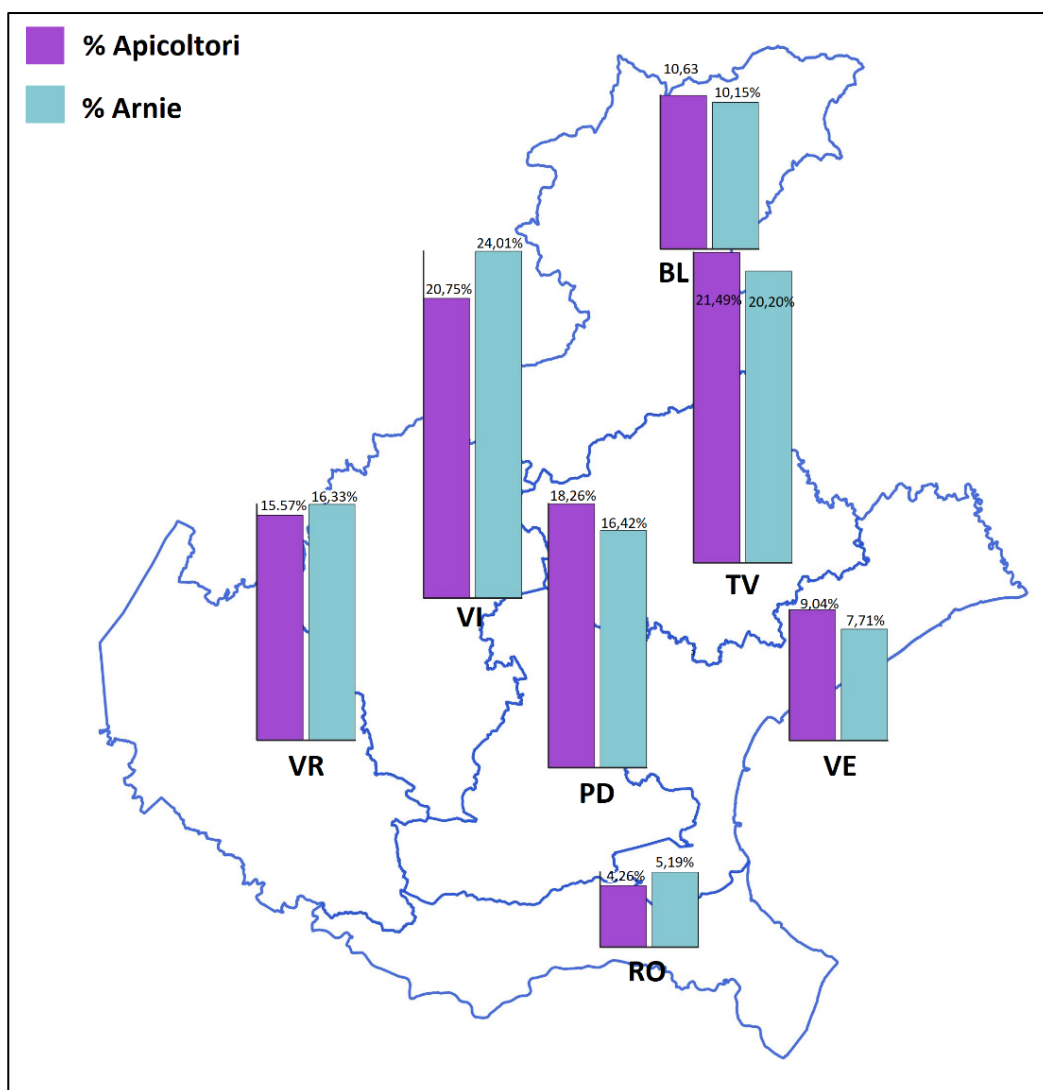 % Apicoltori
% Arnie
10,63
10,15%
BL
24,01%
20,75%
VI
21,49%
20,20%
TV
15.57%
16,33%
VR
18,26%
16,42%
PD
9,04%
7,71%
VE
4,26%
5,19%
RO